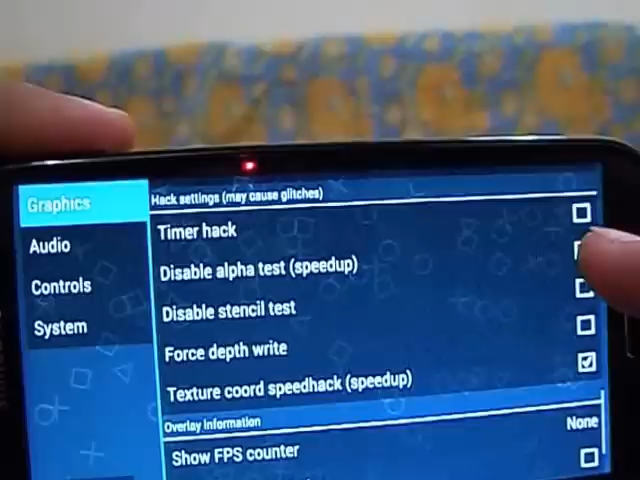 Graphics
Audio
Controls
System
Hack settings (may cause glitches)
Timer hack
Disable alpha test (speedup)
Disable stencil test
Force depth write
Texture coord speedhack (speedup)
Overlay information
Show FPS counter
None